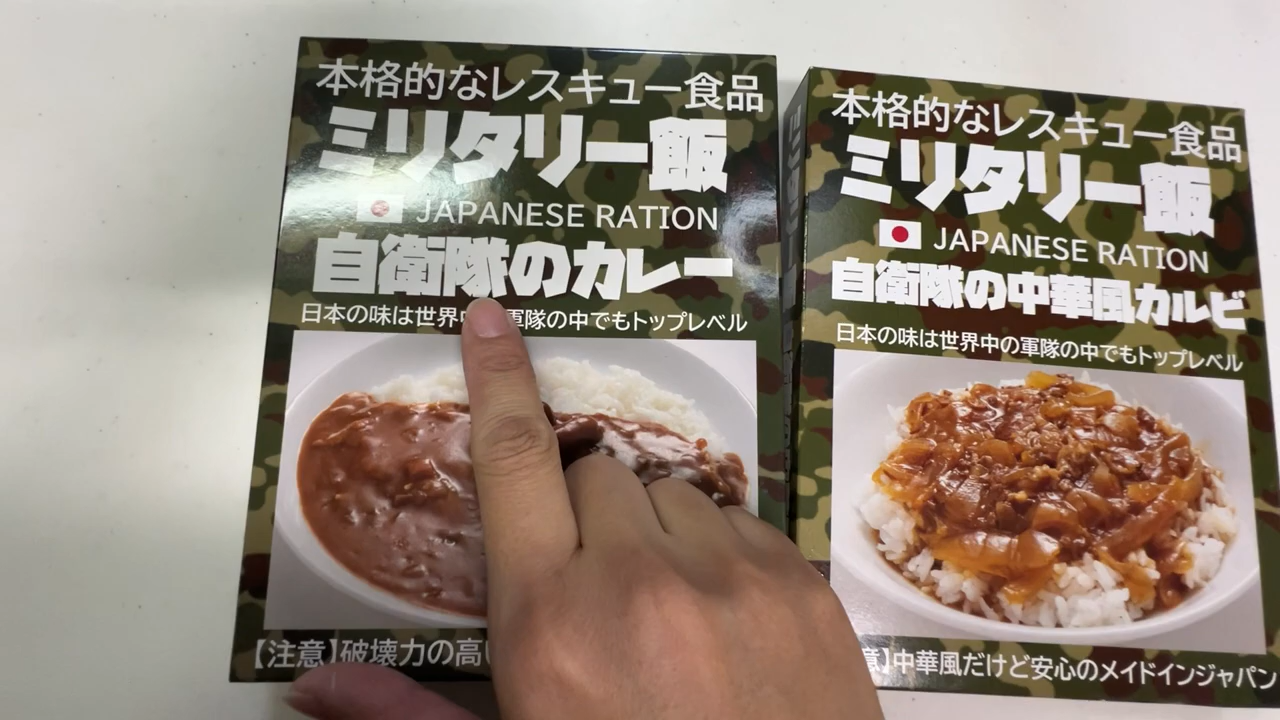 本格的なレスキュー食品
ミリタリー飯
JAPANESE RATION
自衛隊のカレー
日本の味は世界 軍隊の中でもトップレベル
【注意】破壊力の高
本格的なレスキュー食品
ミリタリー飯
JAPANESE RATION
自衛隊の中華風カルビ
日本の味は世界中の軍隊の中でもトップレベル
意】中華風だけど安心のメイドインジャパン